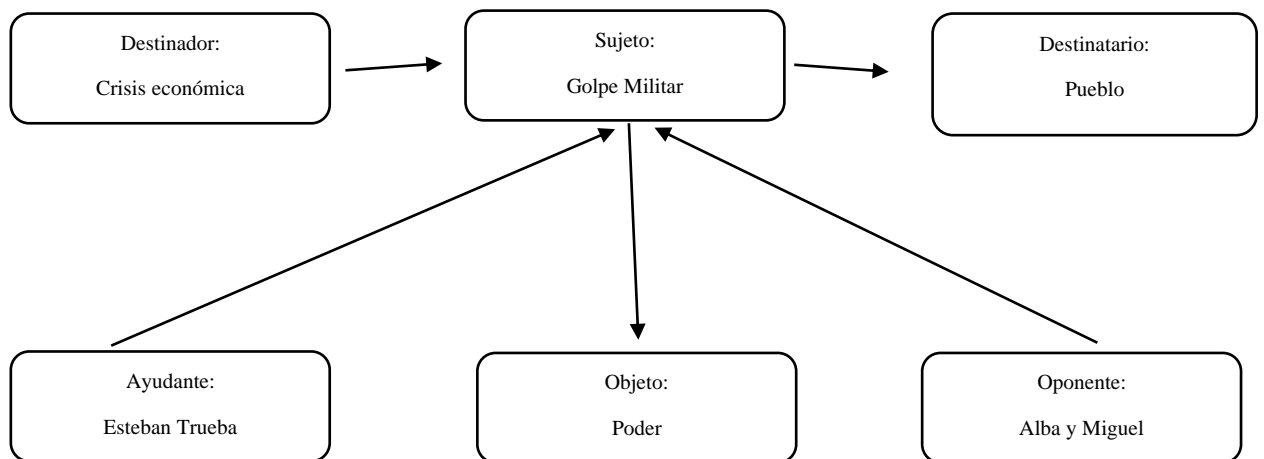 Destinador:
Crisis económica
Sujeto:
Golpe Militar
Destinatario:
Pueblo
Ayudante:
Esteban Trueba
Objeto:
Poder
Oponente:
Alba y Miguel